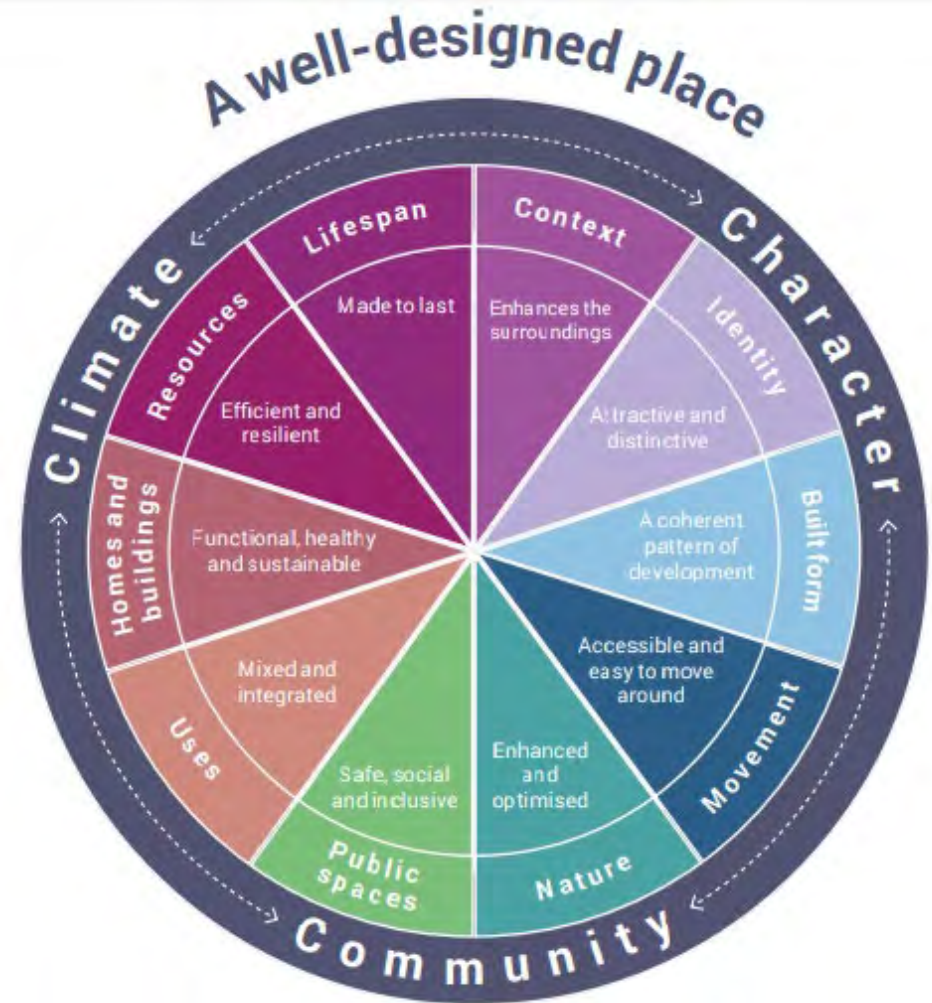 A well-designed place
Climate
Character
Community
Context
Enhances the
surroundings
Identity
Attractive and
distinctive
Built form
A coherent
pattern of
development
Movement
Accessible and
easy to move
around
Nature
Enhanced
and
optimised
Public
spaces
Safe, social
and inclusive
Uses
Mixed and
integrated
Homes and
buildings
Functional, healthy
and sustainable
Resources
Efficient and
resilient
Lifespan
Made to last